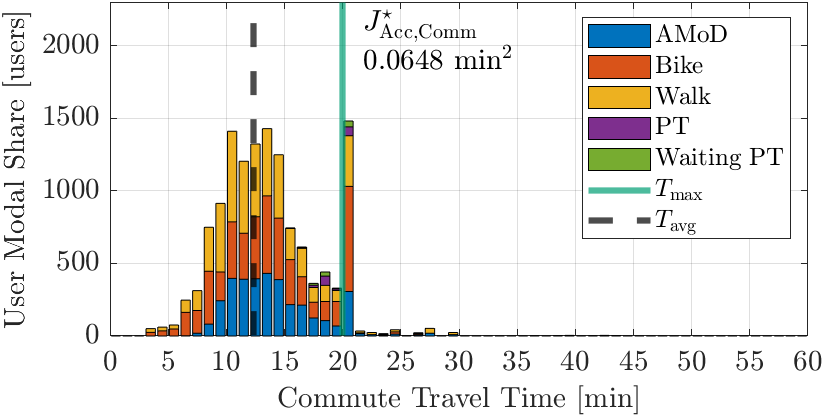 J⋆Acc,Comm
0.0648 min²
AMoD
Bike
Walk
PT
Waiting PT
Tmax
Tavg
User Modal Share [users]
2000
1500
1000
500
0
0 5 10 15 20 25 30 35 40 45 50 55 60
Commute Travel Time [min]